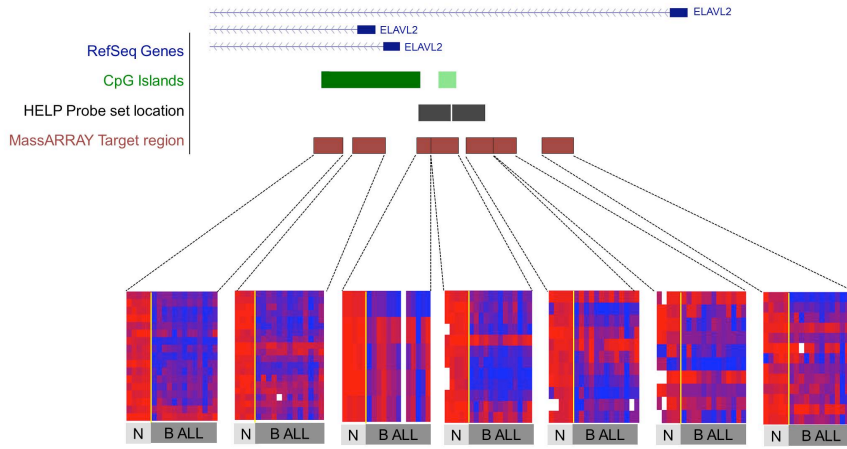 ELAVL2
ELAVL2
ELAVL2
RefSeq Genes
CpG Islands
HELP Probe set location
MassARRAY Target region
N B ALL N B ALL N B ALL N B ALL N B ALL N B ALL N B ALL